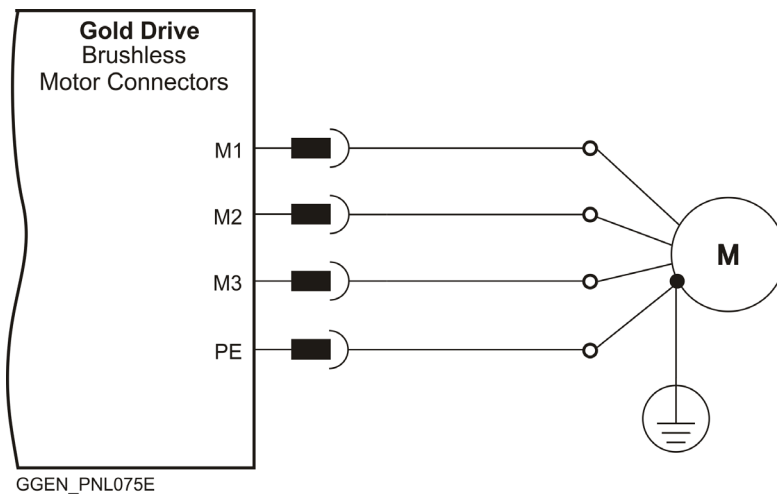 Gold Drive
Brushless
Motor Connectors
M1
M2
M3
PE
M
GGEN_PNL075E